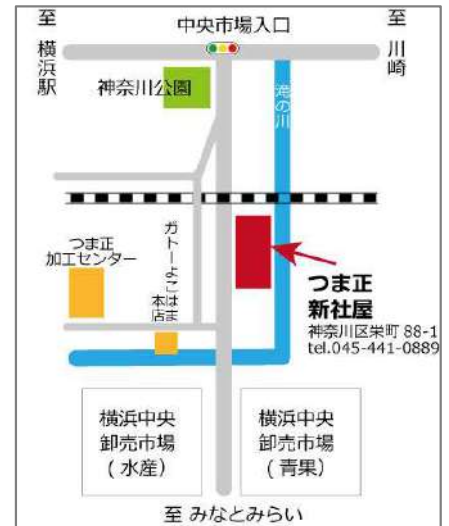 至 横浜駅
中央市場入口
至 川崎
神奈川公園
滝の川
つま正
加工センター
ガトーよこはま
本店
つま正
新社屋
神奈川区栄町 88-1
tel.045-441-0889
横浜中央
卸売市場
( 水産)
横浜中央
卸売市場
( 青果)
至 みなとみらい